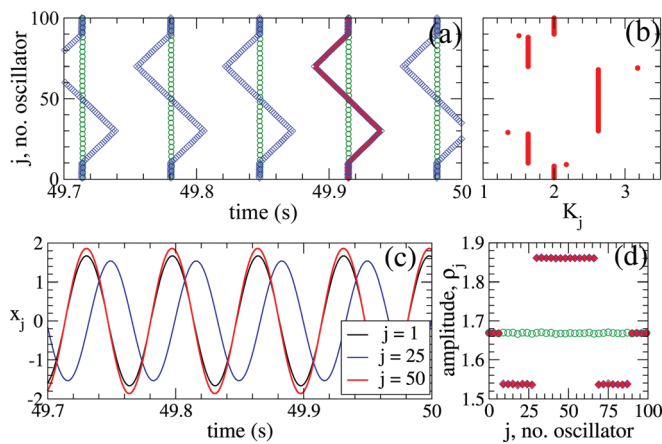 100
50
0
j, no. oscillator
(a)
49.7 49.8 49.9 50
time (s)
(b)
1 2 3
K_j
2
1
0
-1
-2
x_j
(c)
j = 1
j = 25
j = 50
49.7 49.8 49.9 50
time (s)
1.9
1.8
1.7
1.6
1.5
amplitude, ρ_j
(d)
0 25 50 75 100
j, no. oscillator